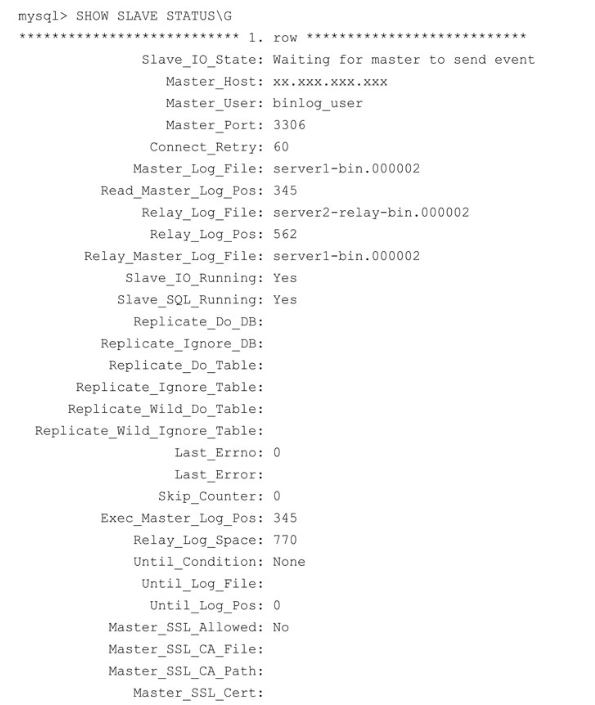 mysql> SHOW SLAVE STATUS\G
*************************** 1. row ***************************
Slave_IO_State: Waiting for master to send event
Master_Host: xx.xxx.xxx.xxx
Master_User: binlog_user
Master_Port: 3306
Connect_Retry: 60
Master_Log_File: server1-bin.000002
Read_Master_Log_Pos: 345
Relay_Log_File: server2-relay-bin.000002
Relay_Log_Pos: 562
Relay_Master_Log_File: server1-bin.000002
Slave_IO_Running: Yes
Slave_SQL_Running: Yes
Replicate_Do_DB:
Replicate_Ignore_DB:
Replicate_Do_Table:
Replicate_Ignore_Table:
Replicate_Wild_Do_Table:
Replicate_Wild_Ignore_Table:
Last_Errno: 0
Last_Error:
Skip_Counter: 0
Exec_Master_Log_Pos: 345
Relay_Log_Space: 770
Until_Condition: None
Until_Log_File:
Until_Log_Pos: 0
Master_SSL_Allowed: No
Master_SSL_CA_File:
Master_SSL_CA_Path:
Master_SSL_Cert: